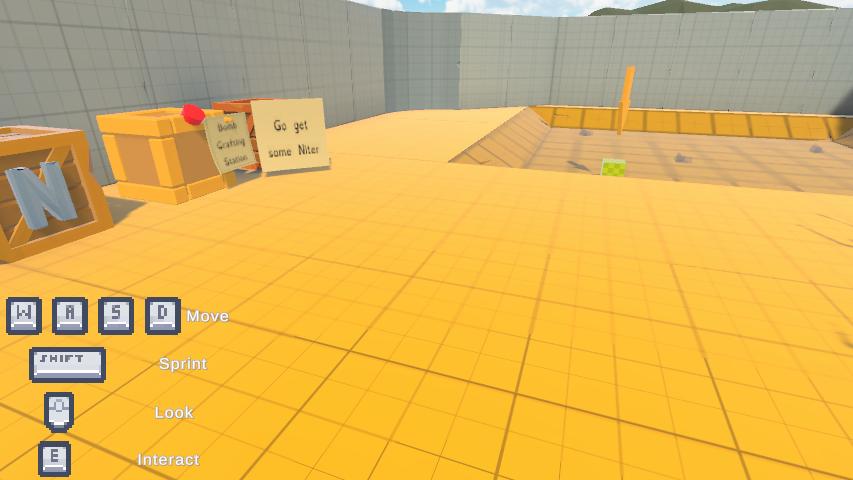 N
Bomb
Crafting
Station
Go get
some Niter
W A S D Move
SHIFT Sprint
Look
E Interact